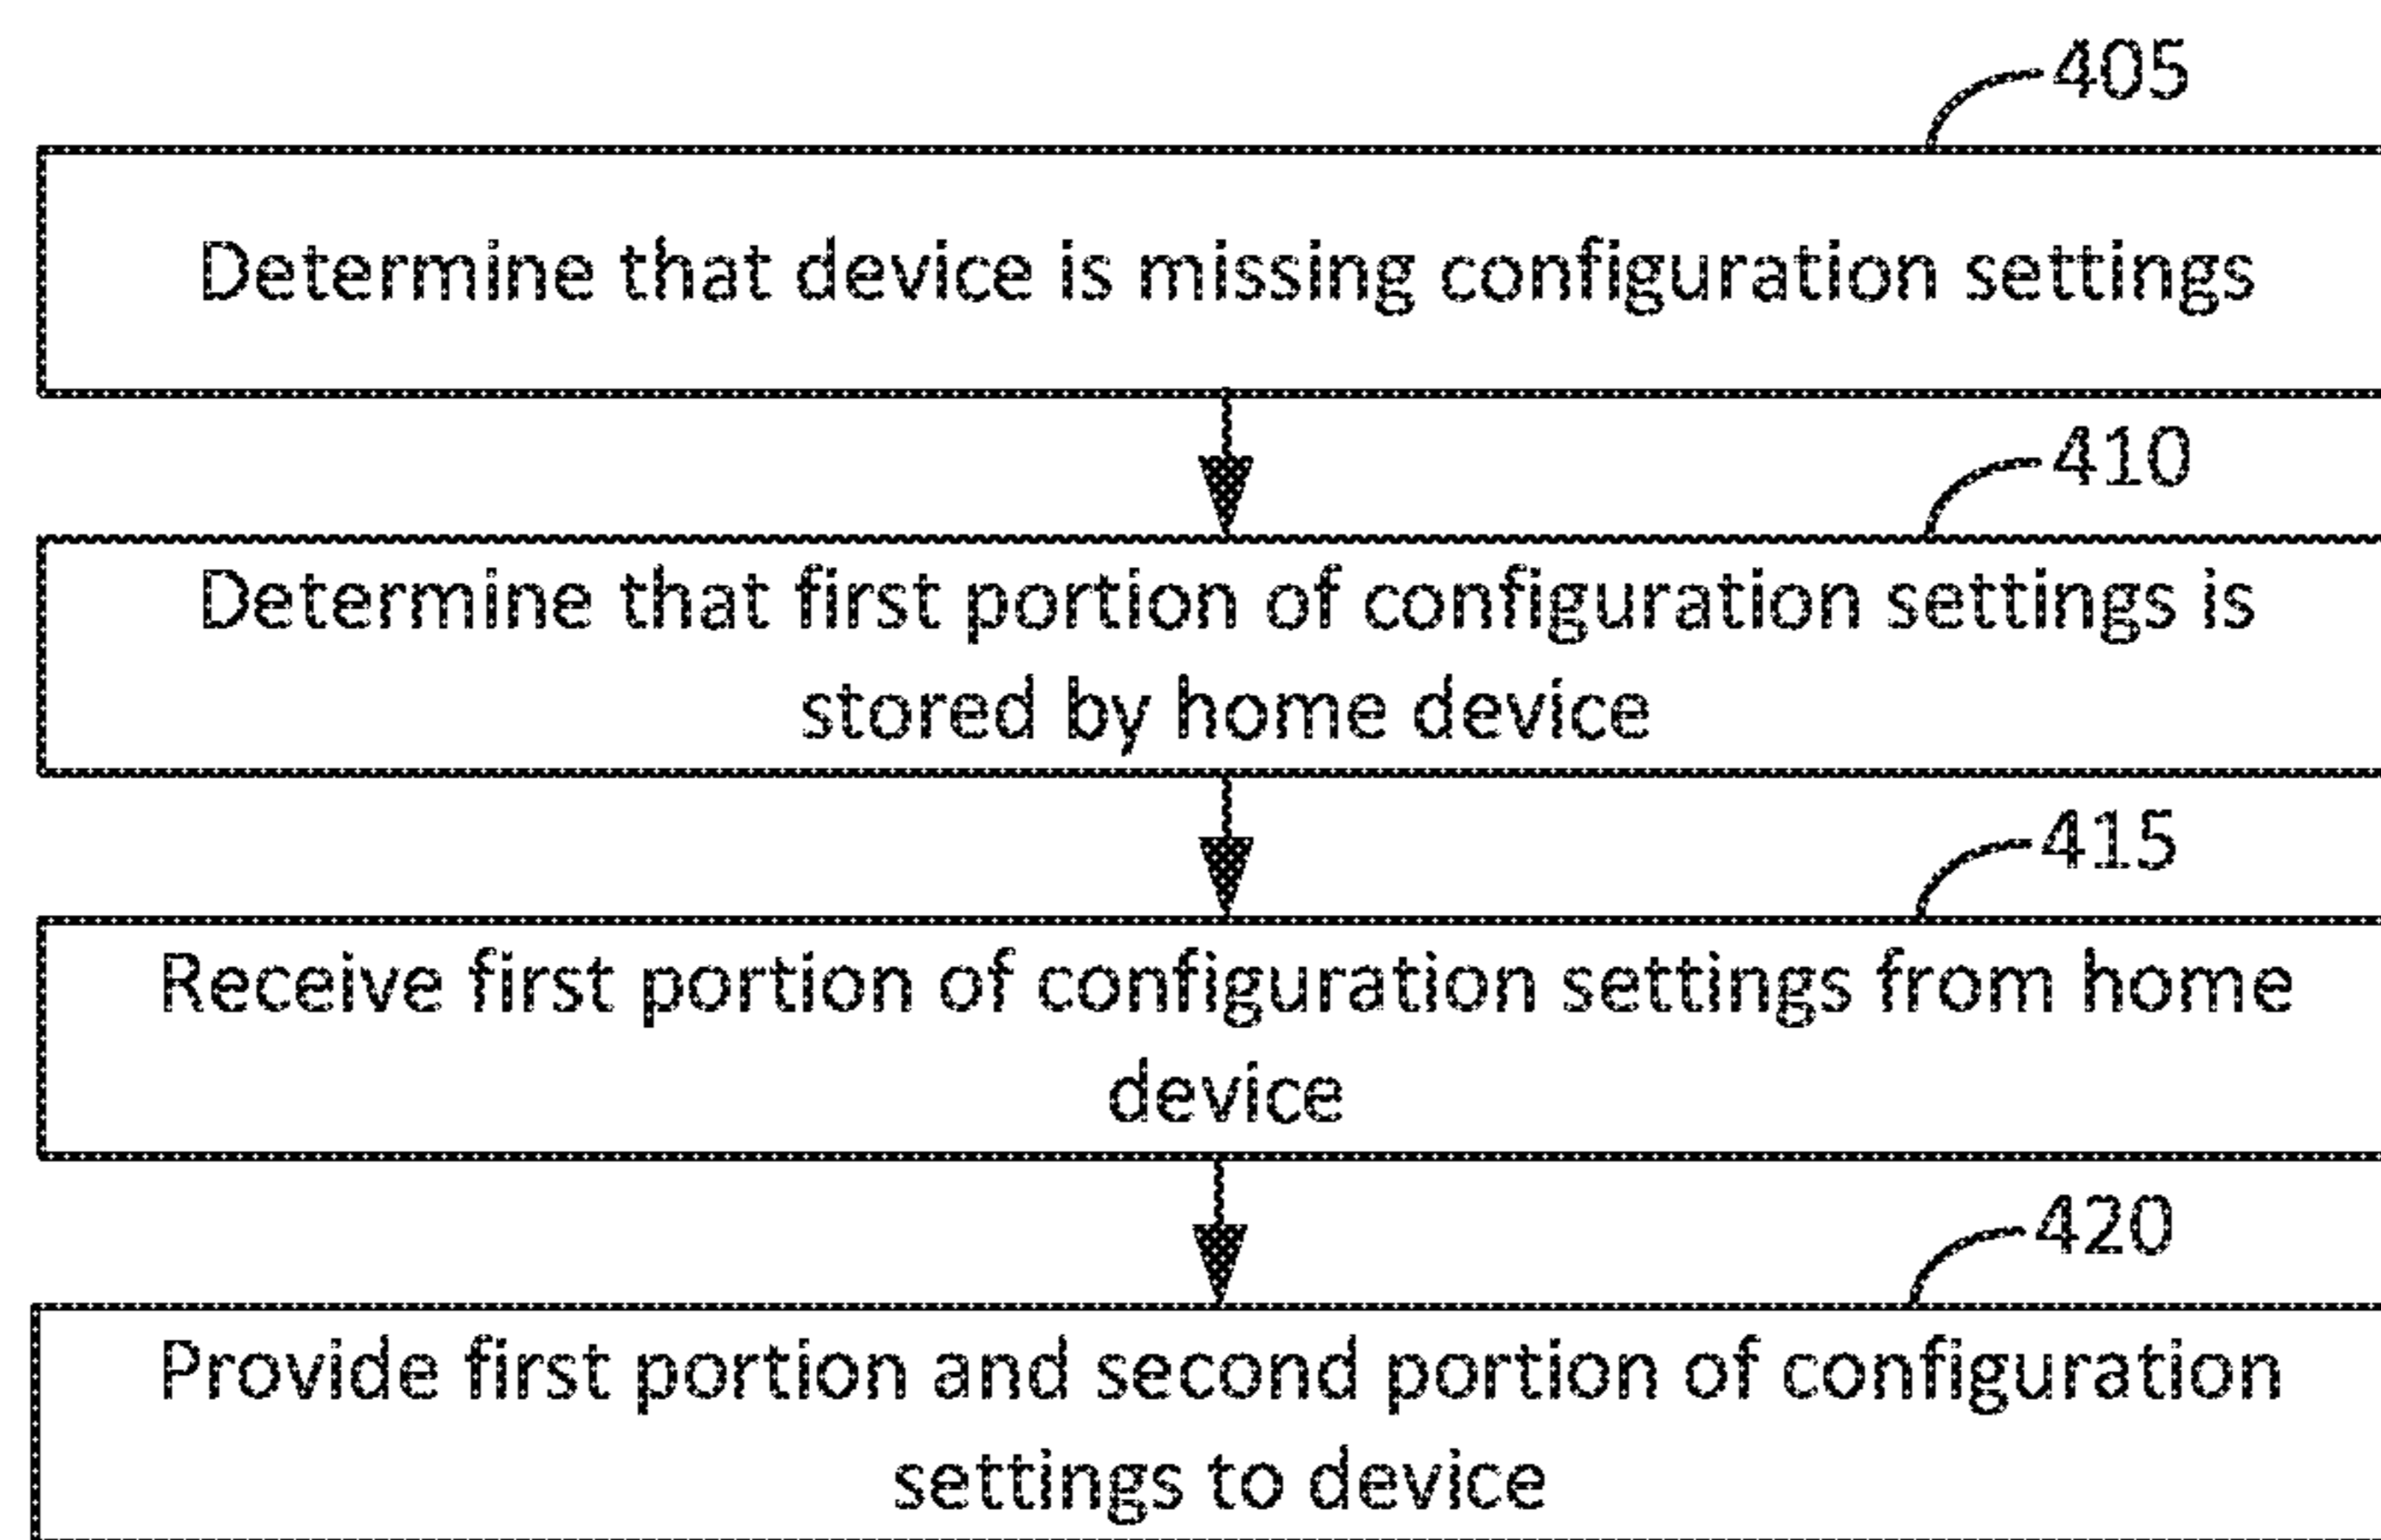 405
Determine that device is missing configuration settings
410
Determine that first portion of configuration settings is
stored by home device
415
Receive first portion of configuration settings from home
device
420
Provide first portion and second portion of configuration
settings to device